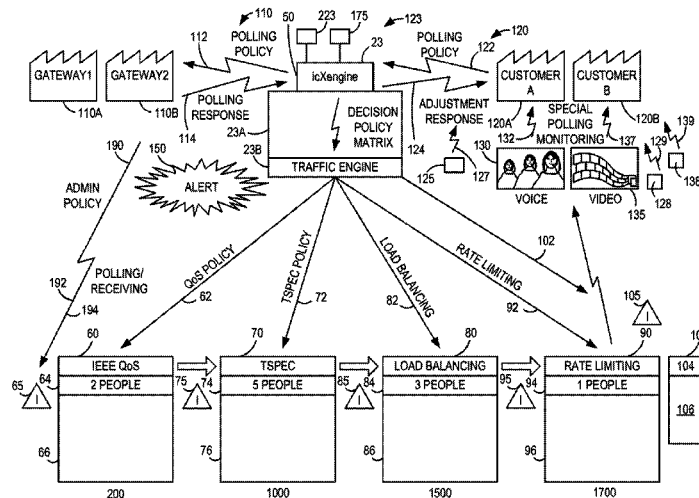 110
223
175
123
120
50
23
112
POLLING
POLICY
POLLING
POLICY
122
GATEWAY1
GATEWAY2
icXengine
CUSTOMER
A
CUSTOMER
B
110A
110B
POLLING
RESPONSE
114
23A
DECISION
POLICY
MATRIX
ADJUSTMENT
RESPONSE
124
120A
120B
139
132
SPECIAL
POLLING
MONITORING
137
129
190
150
ALERT
23B
TRAFFIC ENGINE
125
127
130
VOICE
VIDEO
135
128
136
ADMIN
POLICY
102
QoS POLICY
62
TSPEC POLICY
72
LOAD BALANCING
82
RATE LIMITING
92
105
192
POLLING/
RECEIVING
194
60
70
80
90
10
65
64
IEEE QoS
2 PEOPLE
75
74
TSPEC
5 PEOPLE
85
84
LOAD BALANCING
3 PEOPLE
95
94
RATE LIMITING
1 PEOPLE
104
106
66
76
86
96
200
1000
1500
1700